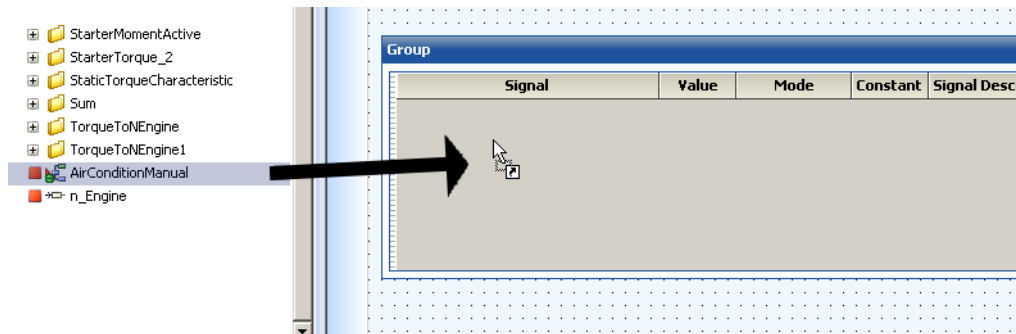 StarterMomentActive
StarterTorque_2
StaticTorqueCharacteristic
Sum
TorqueToNEngine
TorqueToNEngine1
AirConditionManual
n_Engine
Group
Signal Value Mode Constant Signal Desc